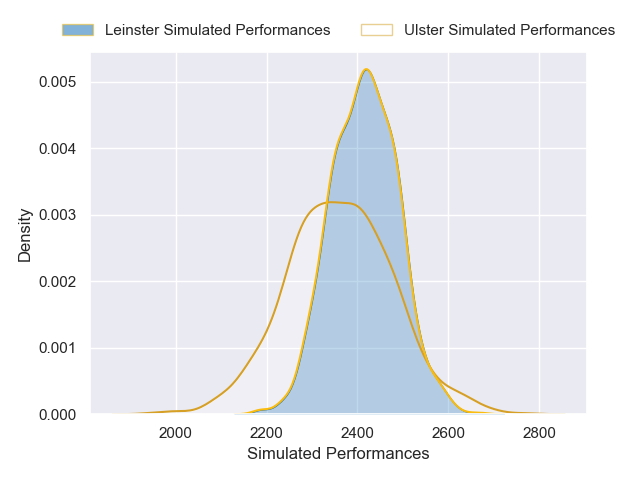 Leinster Simulated Performances Ulster Simulated Performances
0.005
0.004
0.003
0.002
0.001
0.000
Density
2000 2200 2400 2600 2800
Simulated Performances